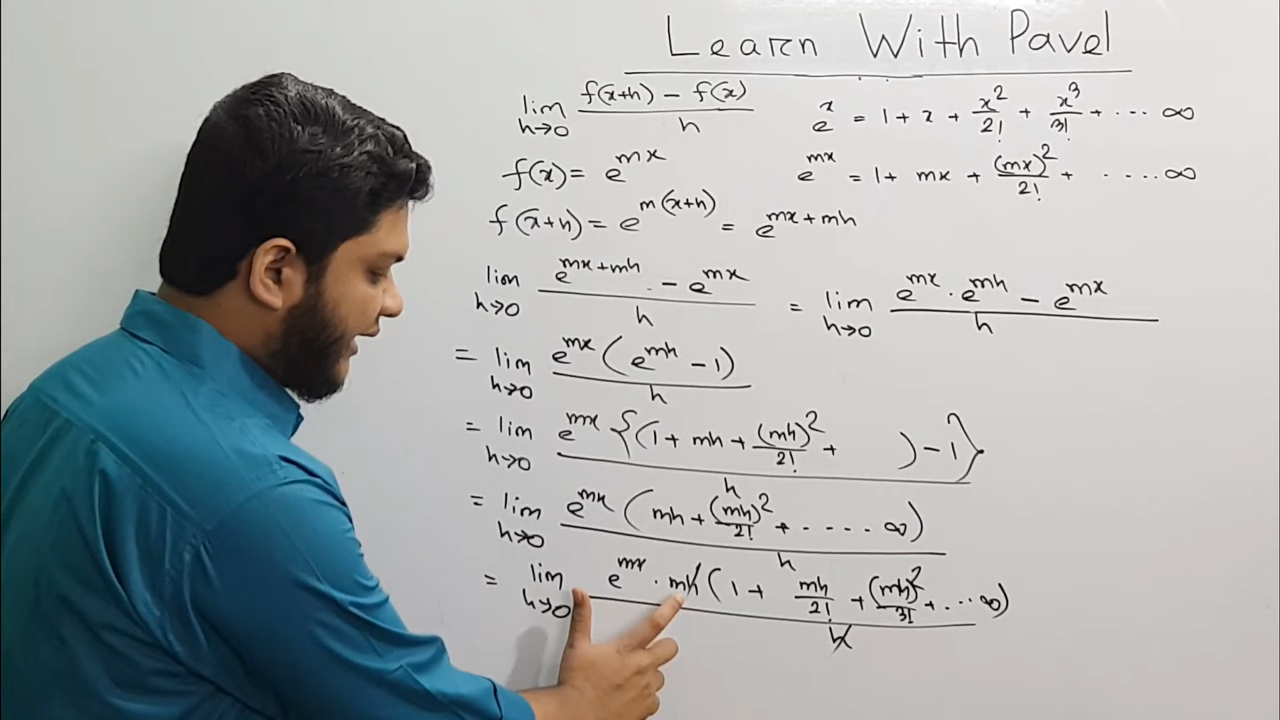 Learn With Pavel
lim h→0 (f(x+h) − f(x))/h
e^x = 1 + x + x^2/2! + x^3/3! + ... ∞
f(x) = e^mx
e^mx = 1 + mx + (mx)^2/2! + .....∞
f(x+h) = e^m(x+h) = e^mx+mh
lim h→0 (e^mx+mh − e^mx)/h = lim h→0 (e^mx · e^mh − e^mx)/h
= lim h→0 e^mx (e^mh − 1)/h
= lim h→0 e^mx {(1 + mh + (mh)^2/2! + ) − 1}/h
= lim h→0 e^mx (mh + (mh)^2/2! + ..... ∞)/h
= lim h→0 e^mx · mh (1 + mh/2! + (mh)^2/3! + ... ∞)/h